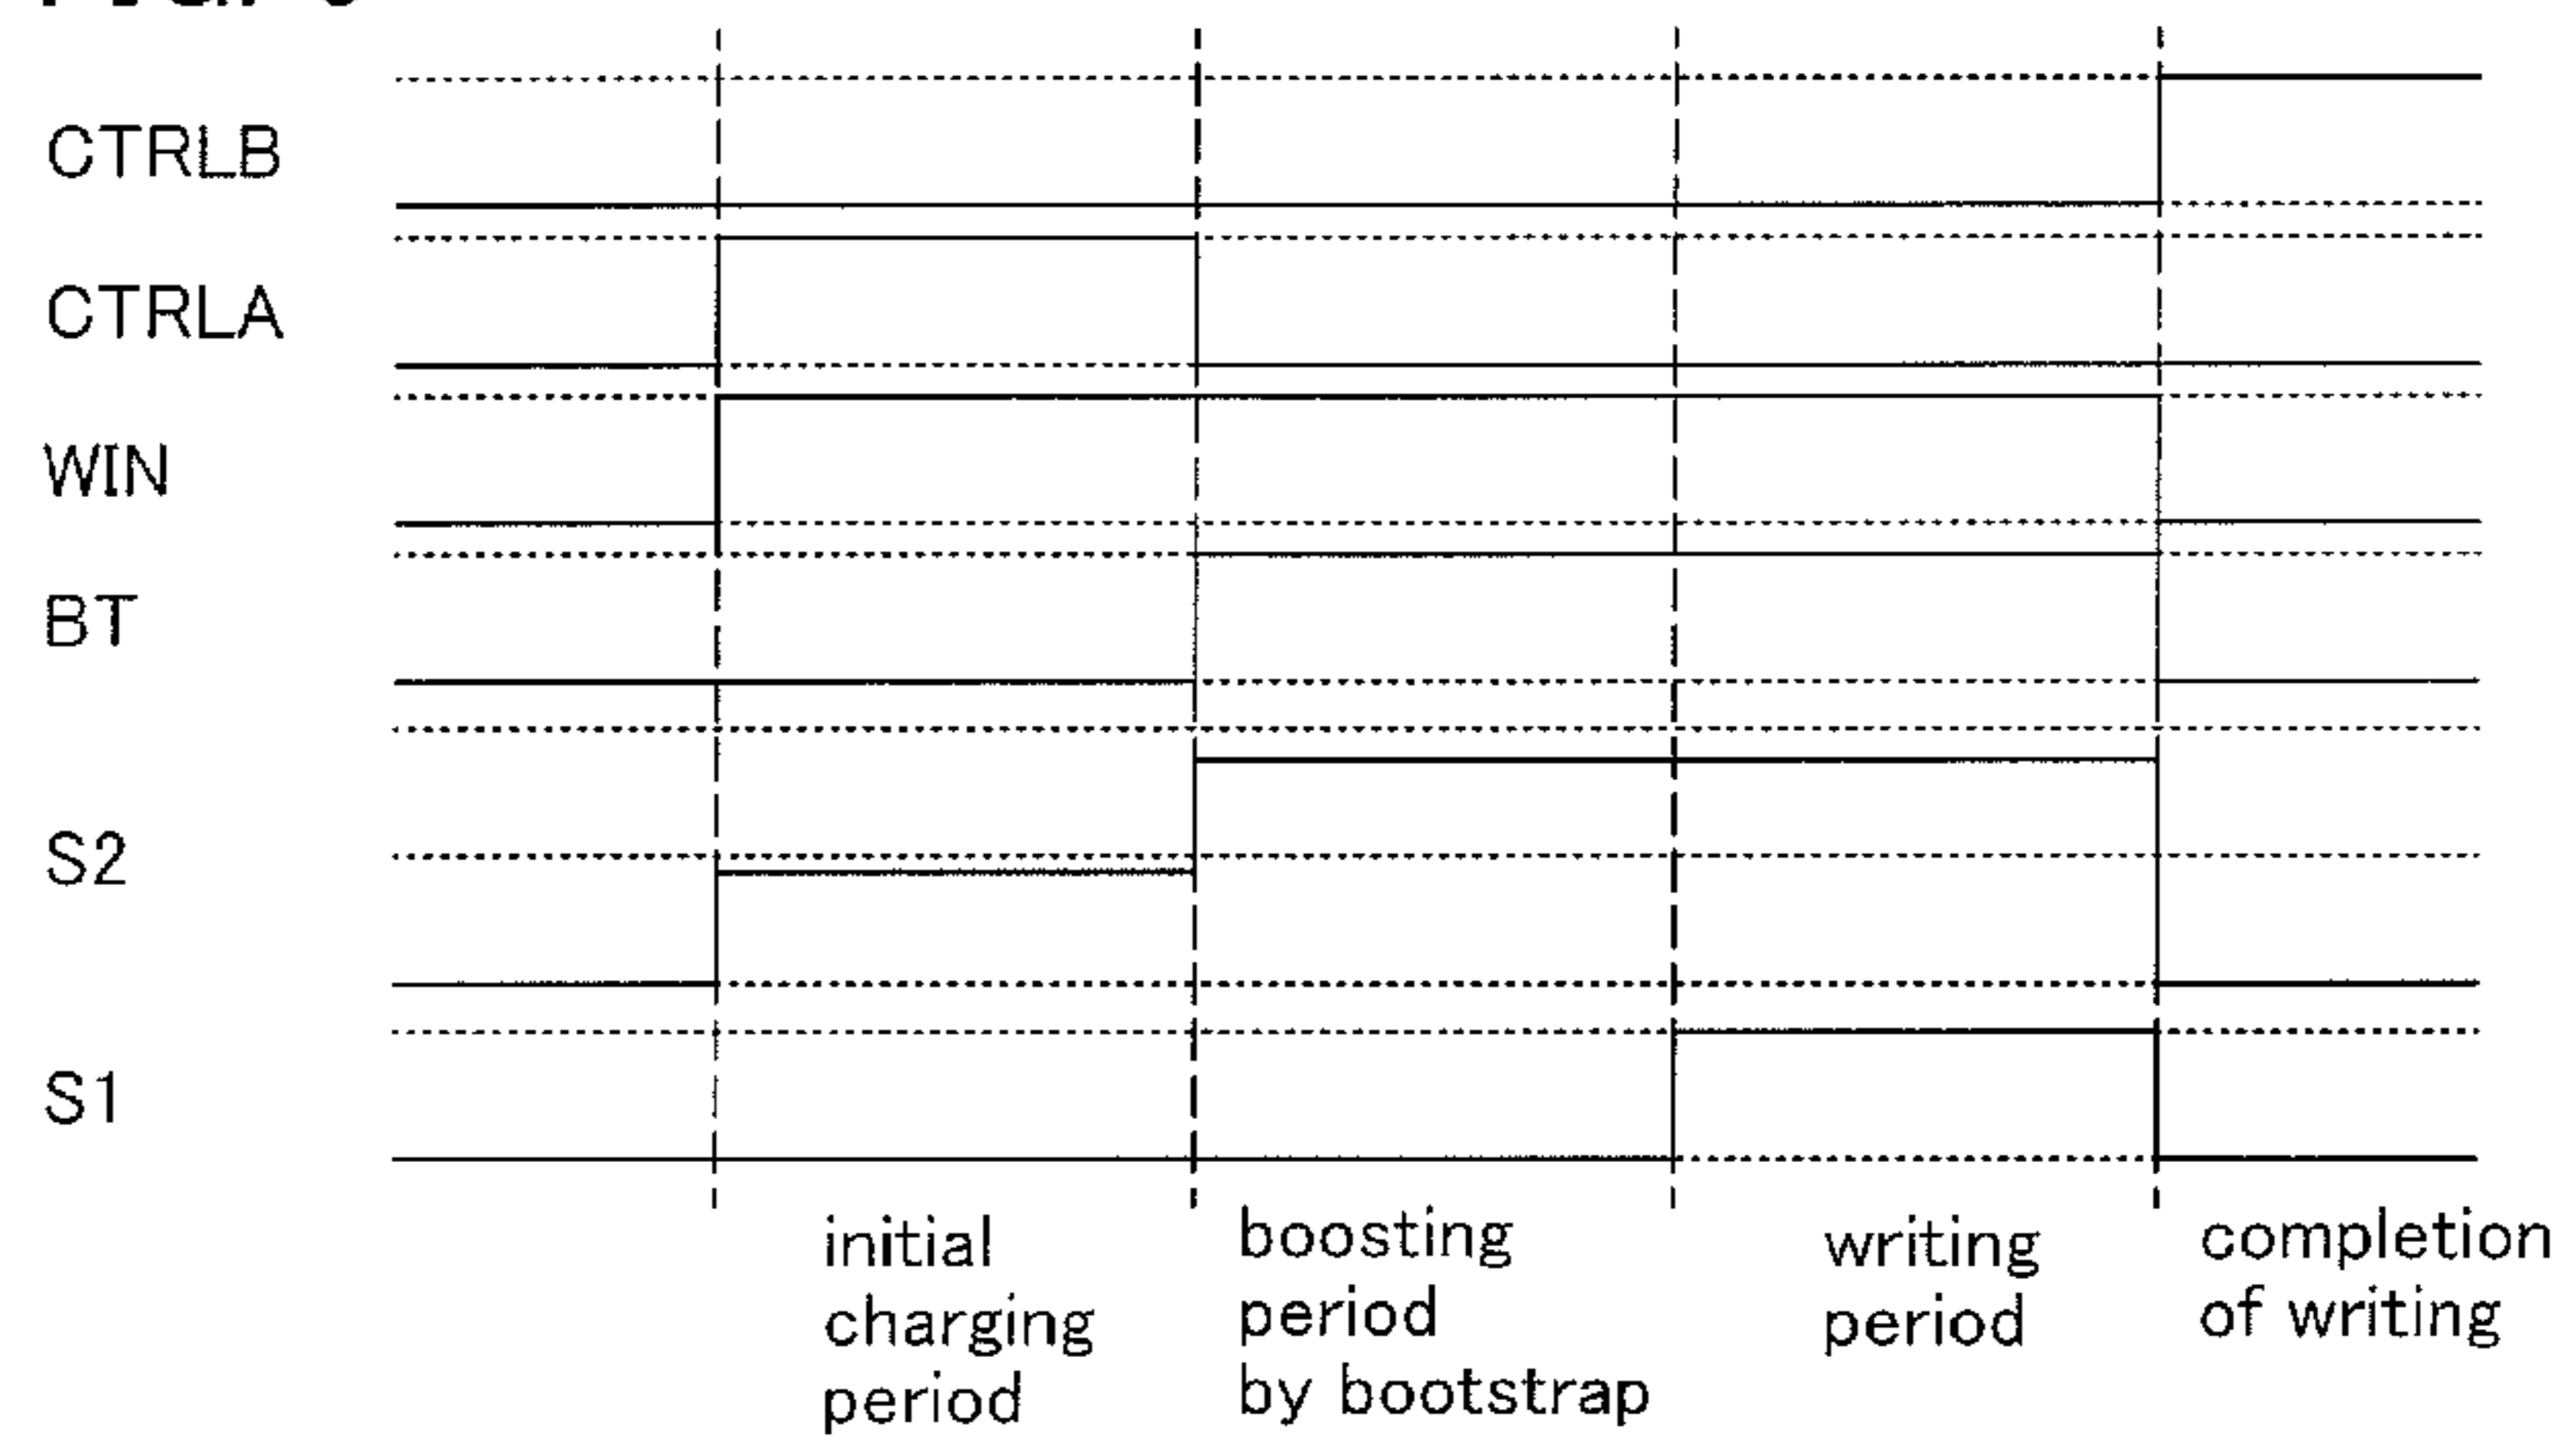 CTRLB
CTRLA
WIN
BT
S2
S1
initial
charging
period
boosting
period
by bootstrap
writing
period
completion
of writing